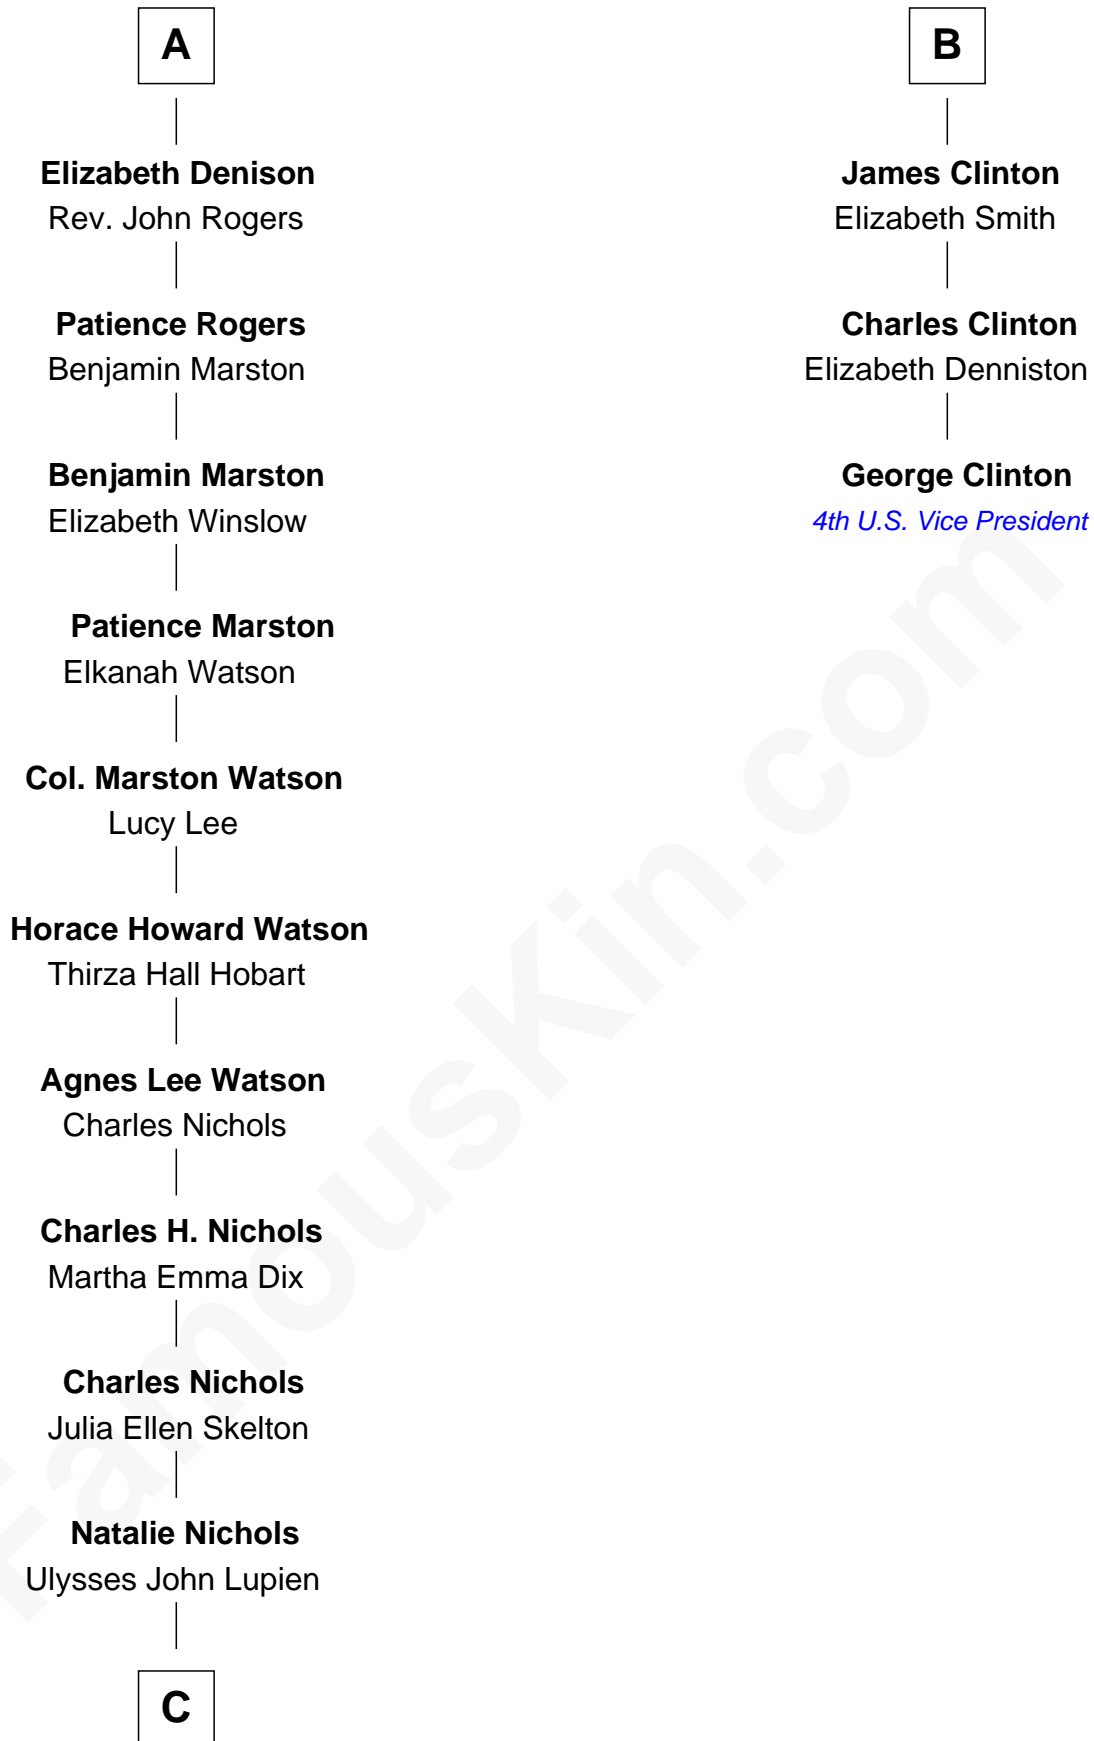 A
Elizabeth Denison
Rev. John Rogers
Patience Rogers
Benjamin Marston
Benjamin Marston
Elizabeth Winslow
Patience Marston
Elkanah Watson
Col. Marston Watson
Lucy Lee
Horace Howard Watson
Thirza Hall Hobart
Agnes Lee Watson
Charles Nichols
Charles H. Nichols
Martha Emma Dix
Charles Nichols
Julia Ellen Skelton
Natalie Nichols
Ulysses John Lupien
C
B
James Clinton
Elizabeth Smith
Charles Clinton
Elizabeth Denniston
George Clinton
4th U.S. Vice President
FamousKin.com